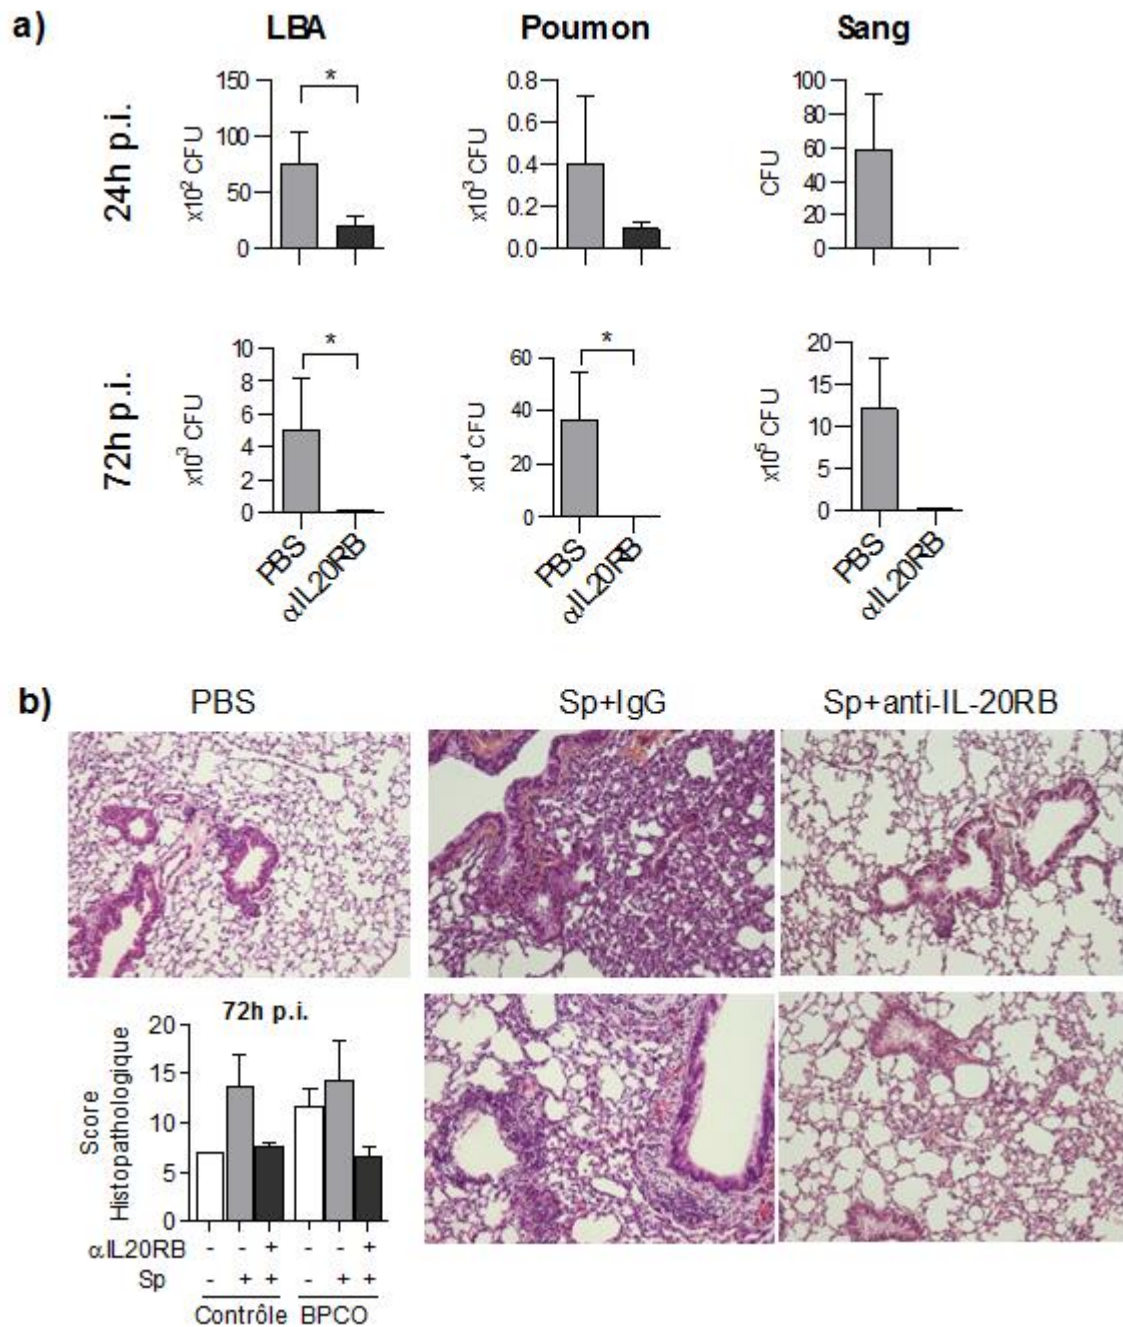 a) LBA Poumon Sang
24h p.i.
x10² CFU
150
100
50
0
*
x10³ CFU
0.8
0.6
0.4
0.2
0.0
CFU
100
80
60
40
20
0
72h p.i.
x10³ CFU
10
8
6
4
2
0
*
PBS
αIL20RB
x10⁴ CFU
60
40
20
0
*
PBS
αIL20RB
x10⁵ CFU
20
15
10
5
0
PBS
αIL20RB
b) PBS Sp+IgG Sp+anti-IL-20RB
72h p.i.
Score
Histopathologique
20
15
10
5
0
αIL20RB - - + - - +
Sp - + + - + +
Contrôle BPCO